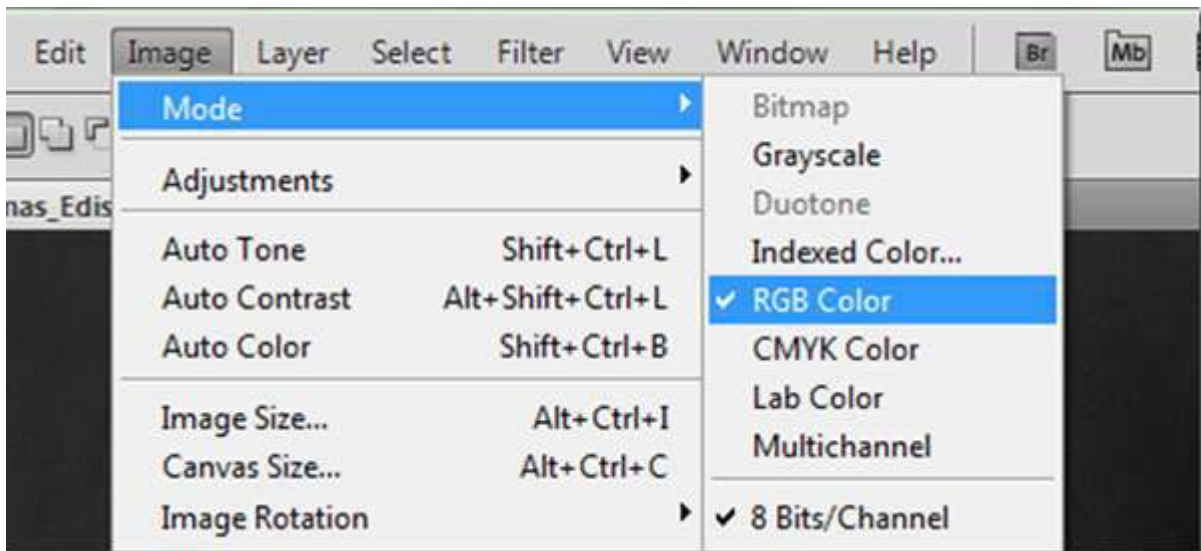 Edit Image Layer Select Filter View Window Help Br Mb
Mode
Adjustments
Auto Tone Shift+Ctrl+L
Auto Contrast Alt+Shift+Ctrl+L
Auto Color Shift+Ctrl+B
Image Size... Alt+Ctrl+I
Canvas Size... Alt+Ctrl+C
Image Rotation
Bitmap
Grayscale
Duotone
Indexed Color...
RGB Color
CMYK Color
Lab Color
Multichannel
8 Bits/Channel
nas_Edis